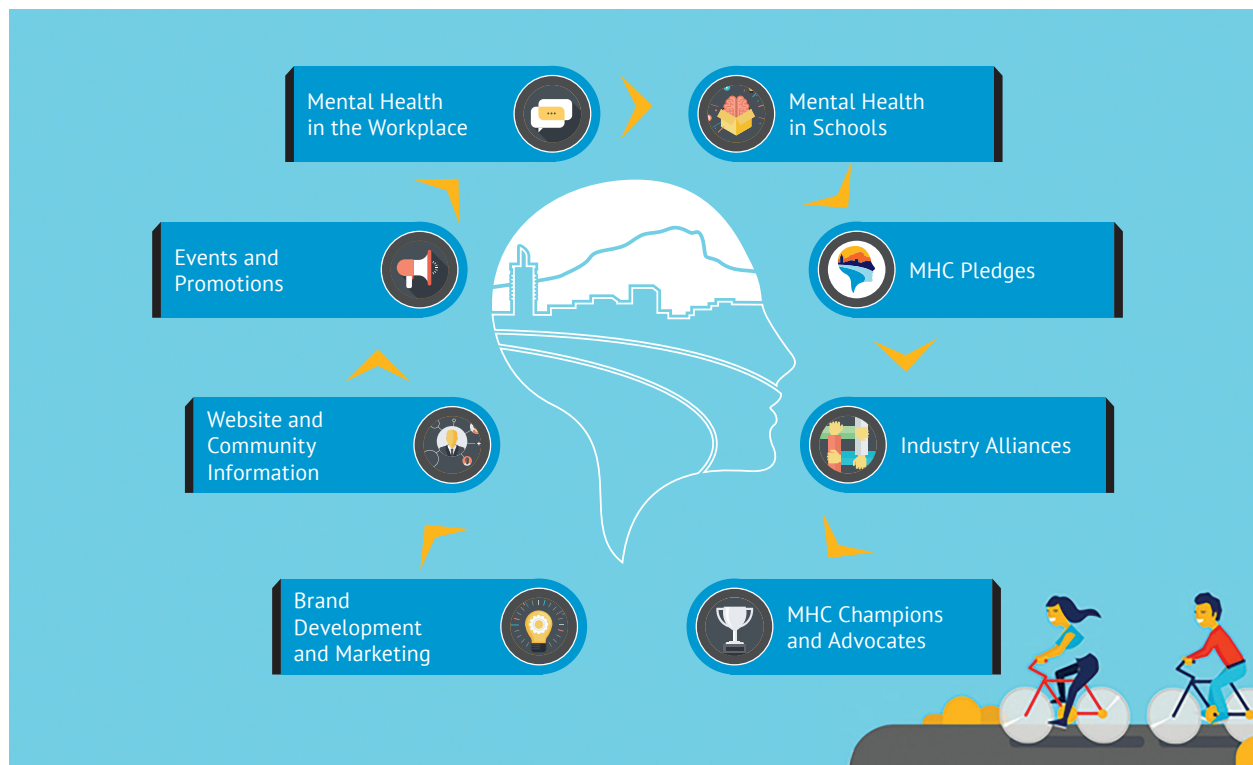 Mental Health
in the Workplace
Mental Health
in Schools
Events and
Promotions
MHC Pledges
Website and
Community
Information
Industry Alliances
Brand
Development
and Marketing
MHC Champions
and Advocates